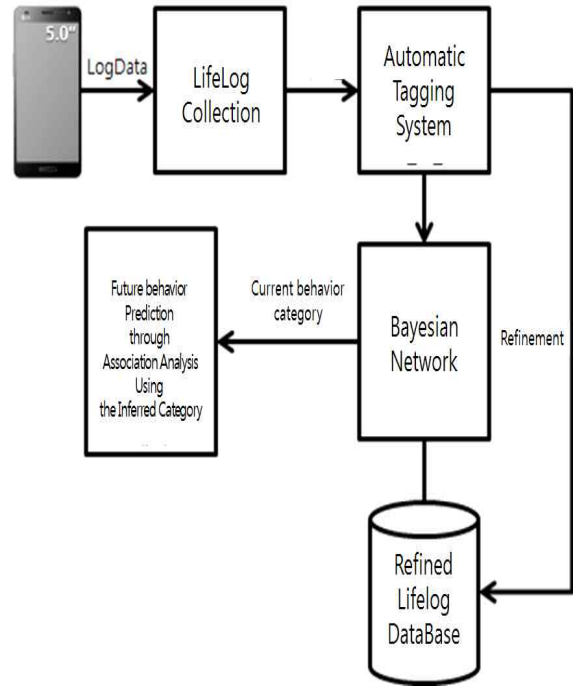 5.0"
LogData
LifeLog
Collection
Automatic
Tagging
System
Future behavior
Prediction
through
Association Analysis
Using
the Inferred Category
Current behavior
category
Bayesian
Network
Refinement
Refined
Lifelog
DataBase